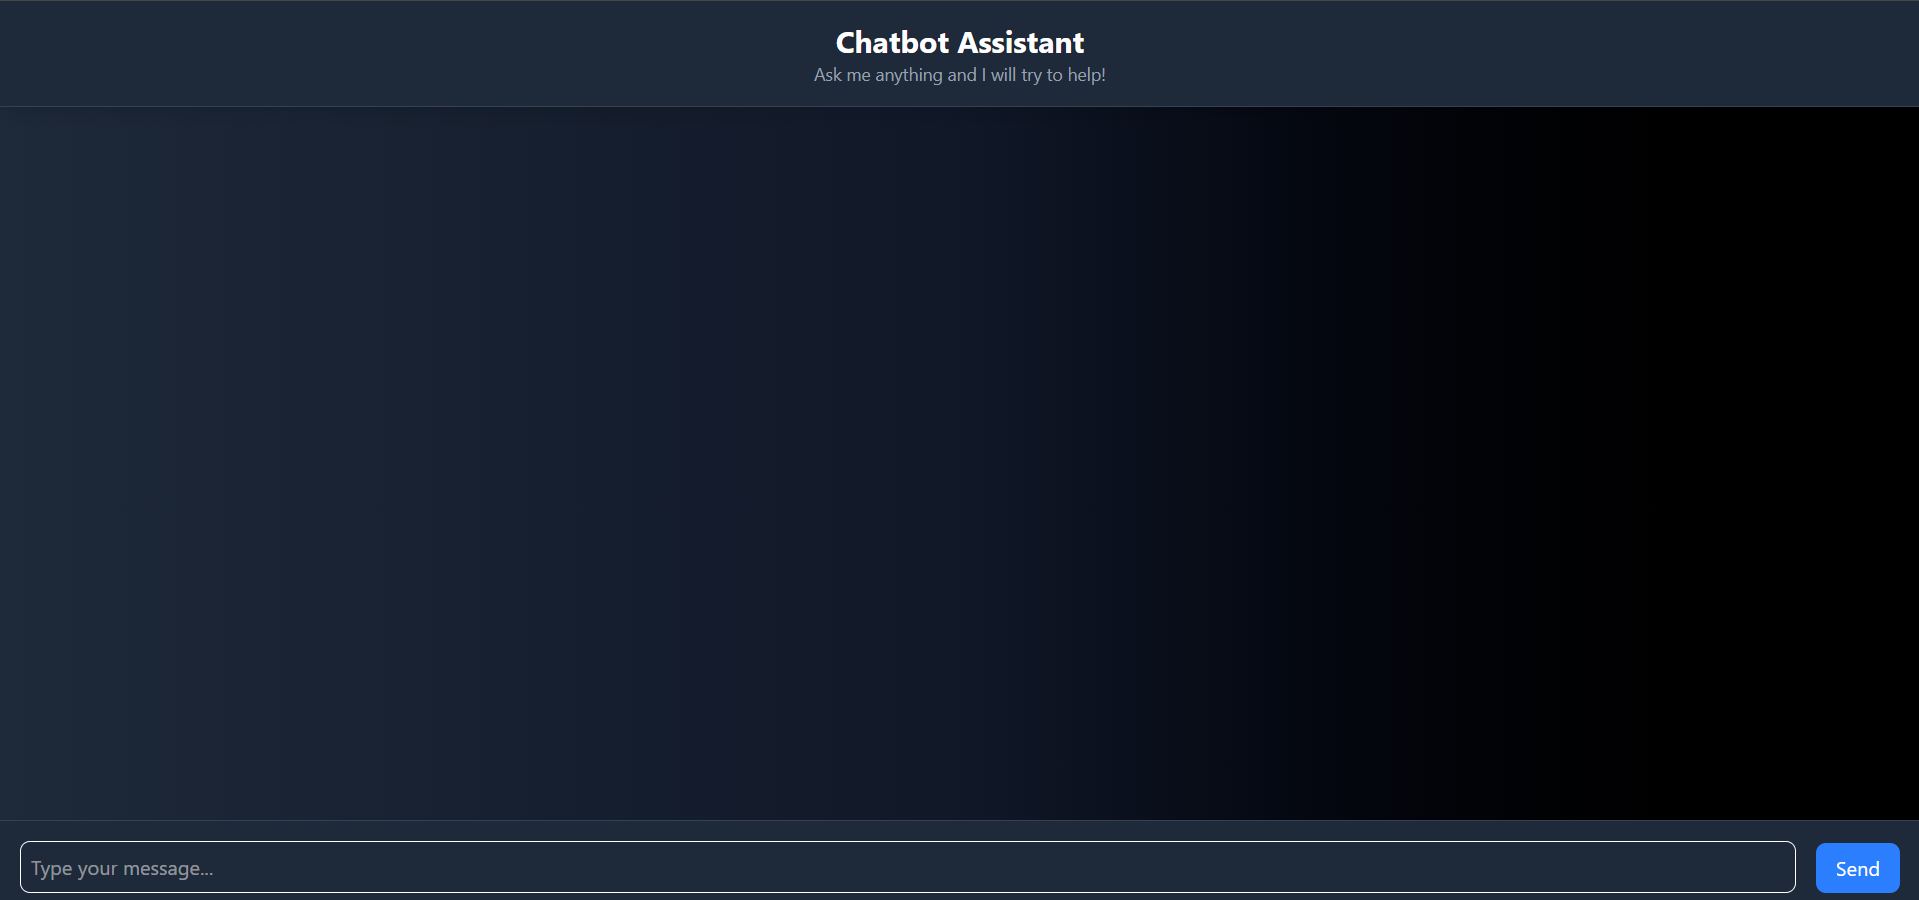 Chatbot Assistant
Ask me anything and I will try to help!
Type your message...
Send